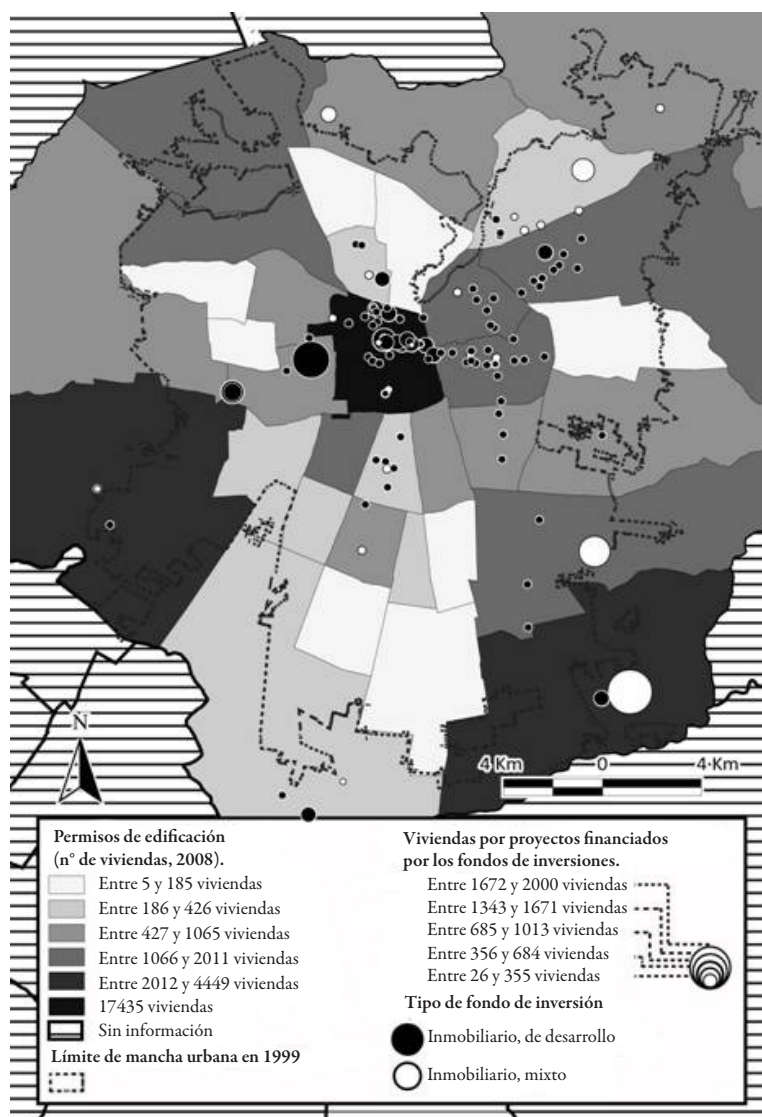 N
4 Km 0 4 Km
Permisos de edificación
(n° de viviendas, 2008).
Entre 5 y 185 viviendas
Entre 186 y 426 viviendas
Entre 427 y 1065 viviendas
Entre 1066 y 2011 viviendas
Entre 2012 y 4449 viviendas
17435 viviendas
Sin información
Límite de mancha urbana en 1999
Viviendas por proyectos financiados
por los fondos de inversiones.
Entre 1672 y 2000 viviendas
Entre 1343 y 1671 viviendas
Entre 685 y 1013 viviendas
Entre 356 y 684 viviendas
Entre 26 y 355 viviendas
Tipo de fondo de inversión
Inmobiliario, de desarrollo
Inmobiliario, mixto